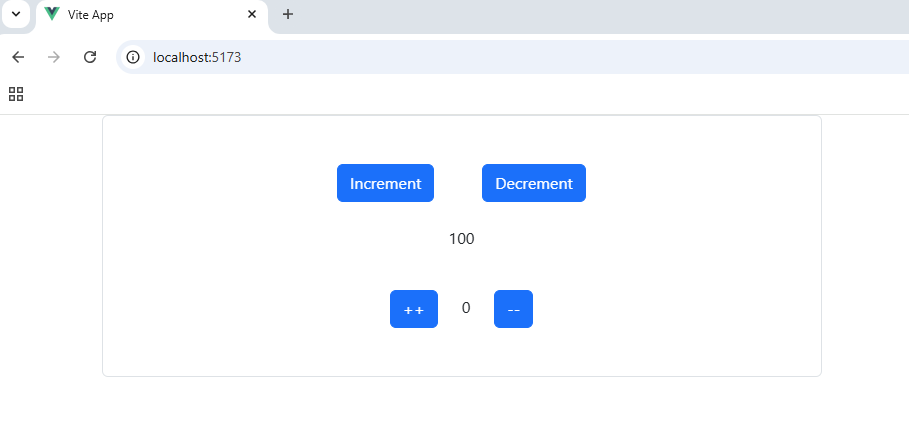 Vite App
localhost:5173
Increment Decrement
100
++ 0 --